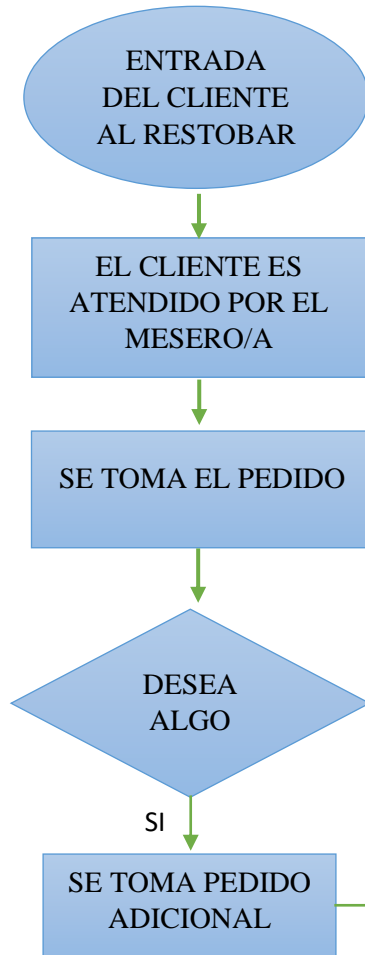 ENTRADA
DEL CLIENTE
AL RESTOBAR
EL CLIENTE ES
ATENDIDO POR EL
MESERO/A
SE TOMA EL PEDIDO
DESEA
ALGO
SI
SE TOMA PEDIDO
ADICIONAL